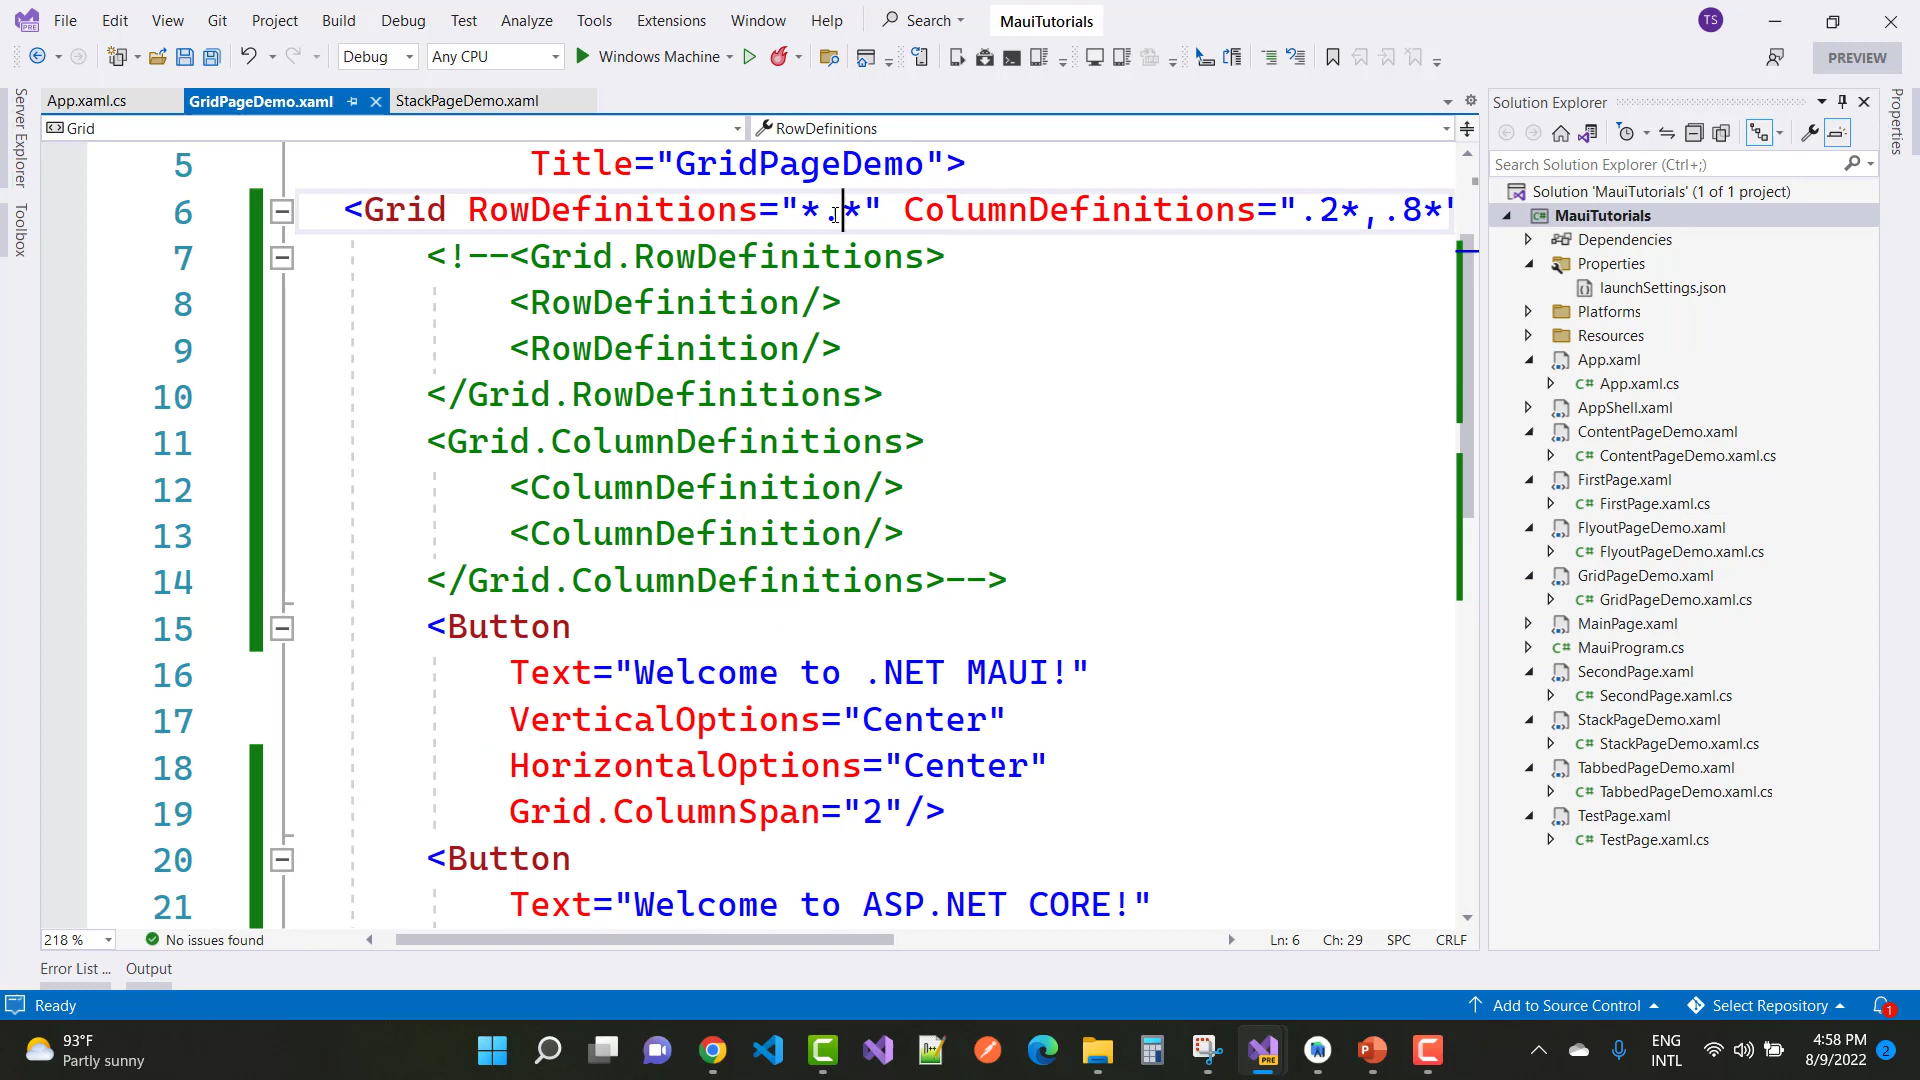 File Edit View Git Project Build Debug Test Analyze Tools Extensions Window Help Search MauiTutorials TS
Debug Any CPU Windows Machine PREVIEW
App.xaml.cs GridPageDemo.xaml StackPageDemo.xaml
Grid RowDefinitions
Server Explorer
Toolbox
5 Title="GridPageDemo">
6 <Grid RowDefinitions="*.*" ColumnDefinitions=".2*,.8*"
7 <!--<Grid.RowDefinitions>
8 <RowDefinition/>
9 <RowDefinition/>
10 </Grid.RowDefinitions>
11 <Grid.ColumnDefinitions>
12 <ColumnDefinition/>
13 <ColumnDefinition/>
14 </Grid.ColumnDefinitions>-->
15 <Button
16 Text="Welcome to .NET MAUI!"
17 VerticalOptions="Center"
18 HorizontalOptions="Center"
19 Grid.ColumnSpan="2"/>
20 <Button
21 Text="Welcome to ASP.NET CORE!"
218 % No issues found Ln: 6 Ch: 29 SPC CRLF
Error List ... Output
Solution Explorer
Search Solution Explorer (Ctrl+;)
Solution 'MauiTutorials' (1 of 1 project)
MauiTutorials
Dependencies
Properties
launchSettings.json
Platforms
Resources
App.xaml
C# App.xaml.cs
AppShell.xaml
ContentPageDemo.xaml
C# ContentPageDemo.xaml.cs
FirstPage.xaml
C# FirstPage.xaml.cs
FlyoutPageDemo.xaml
C# FlyoutPageDemo.xaml.cs
GridPageDemo.xaml
C# GridPageDemo.xaml.cs
MainPage.xaml
C# MauiProgram.cs
SecondPage.xaml
C# SecondPage.xaml.cs
StackPageDemo.xaml
C# StackPageDemo.xaml.cs
TabbedPageDemo.xaml
C# TabbedPageDemo.xaml.cs
TestPage.xaml
C# TestPage.xaml.cs
Properties
Ready Add to Source Control Select Repository 1
93°F
Partly sunny
ENG
INTL
4:58 PM
8/9/2022
2